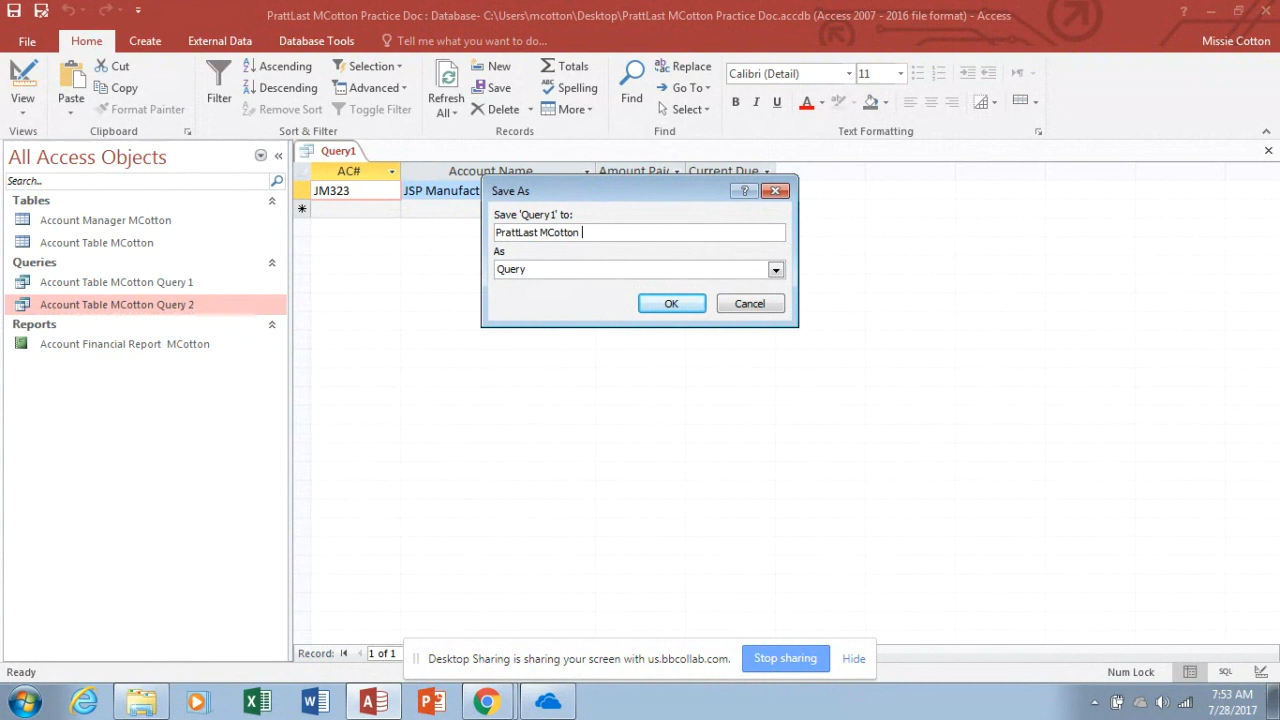 PrattLast MCotton Practice Doc : Database- C:\Users\mcotton\Desktop\PrattLast MCotton Practice Doc.accdb (Access 2007 - 2016 file format) - Access
File Home Create External Data Database Tools Tell me what you want to do... Missie Cotton
View
Views
Paste
Cut
Copy
Format Painter
Clipboard
Filter
Ascending
Descending
Remove Sort
Selection
Advanced
Toggle Filter
Sort & Filter
Refresh
All
New
Save
Delete
Totals
Spelling
More
Records
Find
Replace
Go To
Select
Find
Calibri (Detail) 11
B I U A
Text Formatting
All Access Objects
Search...
Tables
Account Manager MCotton
Account Table MCotton
Queries
Account Table MCotton Query 1
Account Table MCotton Query 2
Reports
Account Financial Report MCotton
Query1
AC# Account Name Amount Paid Current Due
JM323 JSP Manufact
Save As
Save 'Query1' to:
PrattLast MCotton
As
Query
OK Cancel
Record: 1 of 1
Desktop Sharing is sharing your screen with us.bbcollab.com. Stop sharing Hide
Ready Num Lock SQL
7:53 AM
7/28/2017